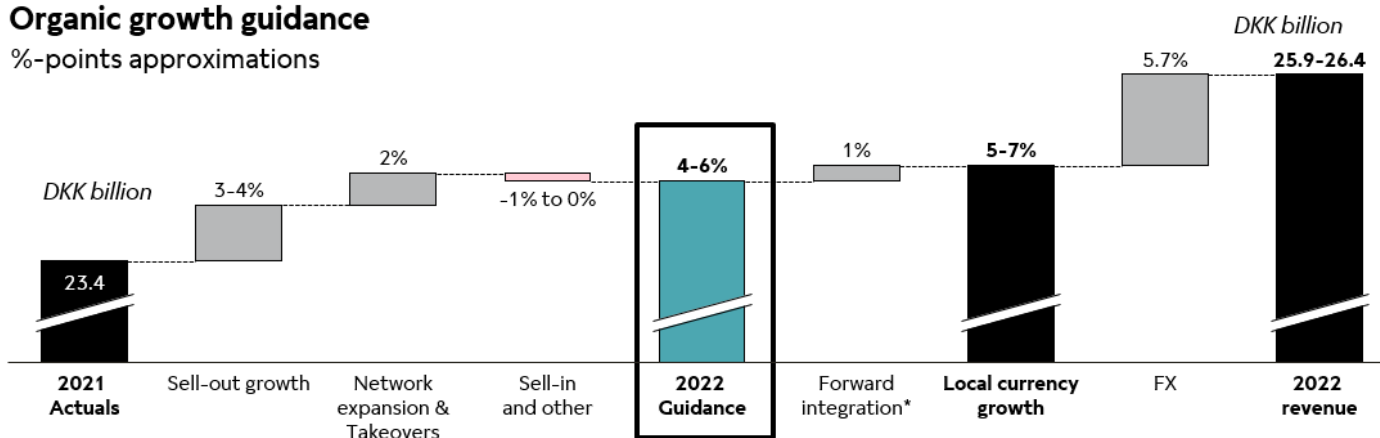 Organic growth guidance
%-points approximations
DKK billion
25.9-26.4
5.7%
1%
5-7%
4-6%
2%
-1% to 0%
3-4%
DKK billion
23.4
2021
Actuals
Sell-out growth
Network
expansion &
Takeovers
Sell-in
and other
2022
Guidance
Forward
integration*
Local currency
growth
FX
2022
revenue